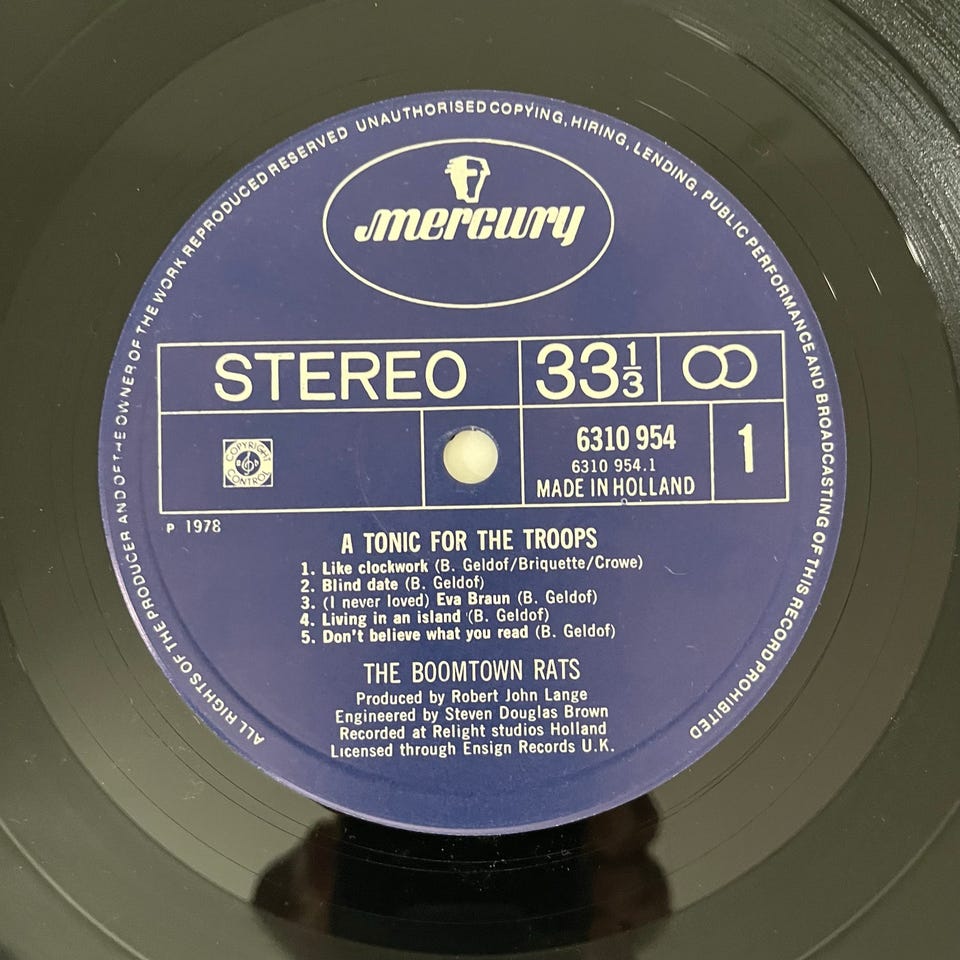 ALL RIGHTS OF THE PRODUCER AND OF THE OWNER OF THE WORK REPRODUCED RESERVED UNAUTHORISED COPYING, HIRING, LENDING, PUBLIC PERFORMANCE AND BROADCASTING OF THIS RECORD PROHIBITED
mercury
STEREO 33 1/3
COPYRIGHT CONTROL
6310 954
6310 954.1
MADE IN HOLLAND
1
P 1978
A TONIC FOR THE TROOPS
1. Like clockwork (B. Geldof/Briquette/Crowe)
2. Blind date (B. Geldof)
3. (I never loved) Eva Braun (B. Geldof)
4. Living in an island (B. Geldof)
5. Don't believe what you read (B. Geldof)
THE BOOMTOWN RATS
Produced by Robert John Lange
Engineered by Steven Douglas Brown
Recorded at Relight studios Holland
Licensed through Ensign Records U.K.